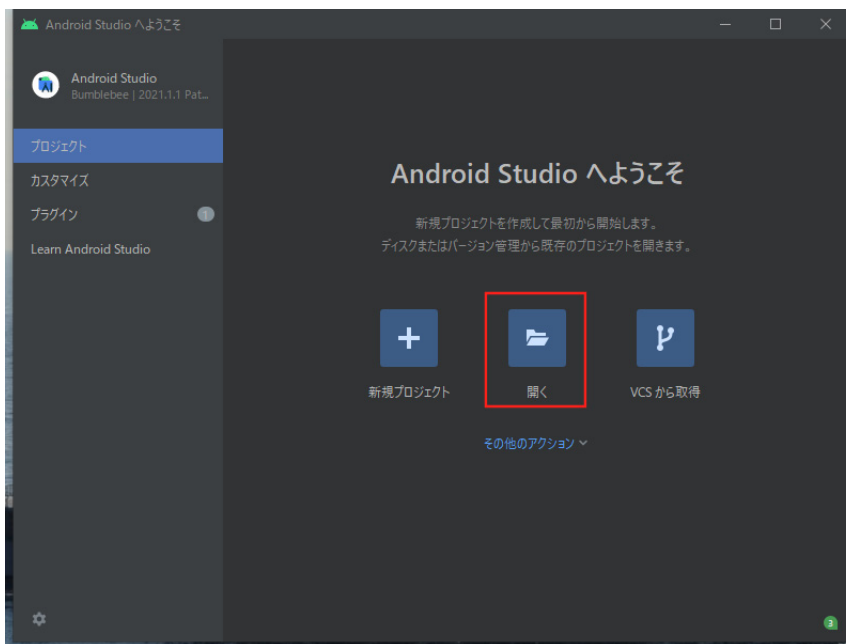 Android Studio へようこそ
Android Studio
Bumblebee | 2021.1.1 Pat...
プロジェクト
カスタマイズ
プラグイン 1
Learn Android Studio
Android Studio へようこそ
新規プロジェクトを作成して最初から開始します。
ディスクまたはバージョン管理から既存のプロジェクトを開きます。
新規プロジェクト 開く VCS から取得
その他のアクション
3